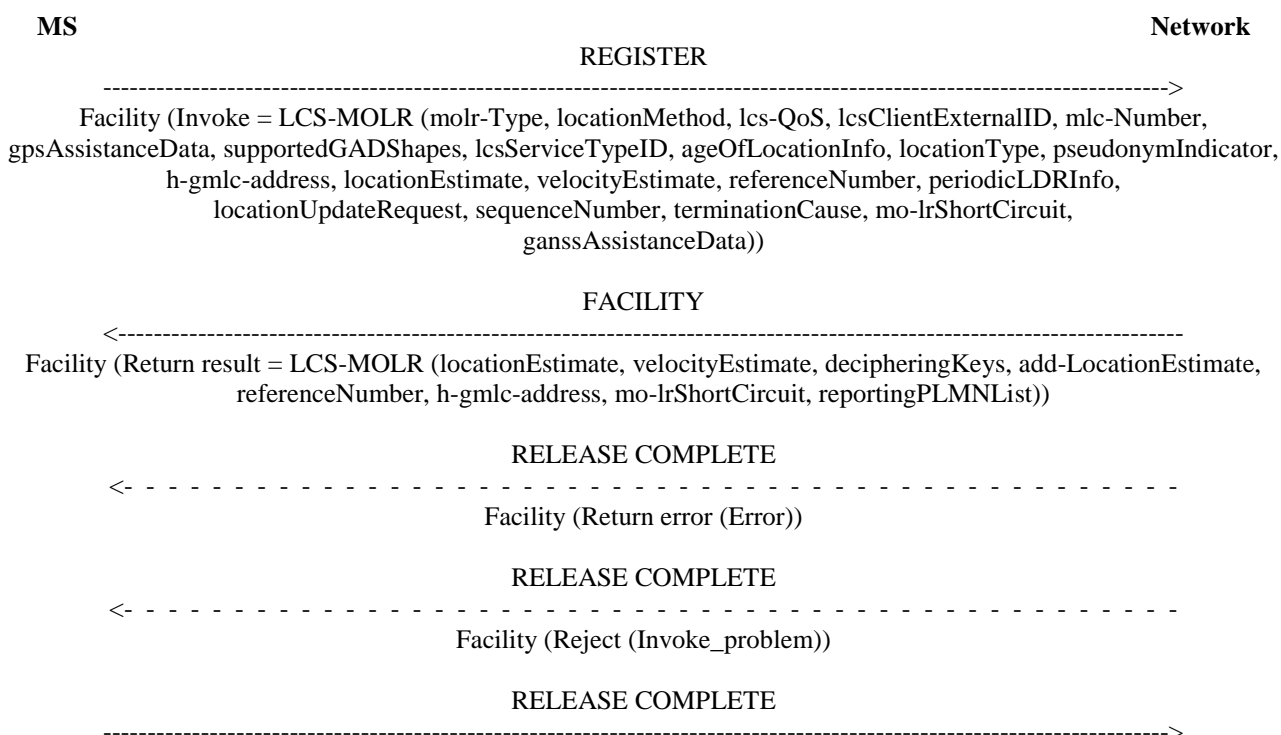 MS Network
REGISTER
------------------------------------------------------------------------------------------------------------------------>
Facility (Invoke = LCS-MOLR (molr-Type, locationMethod, lcs-QoS, lcsClientExternalID, mlc-Number,
gpsAssistanceData, supportedGADShapes, lcsServiceTypeID, ageOfLocationInfo, locationType, pseudonymIndicator,
h-gmlc-address, locationEstimate, velocityEstimate, referenceNumber, periodicLDRInfo,
locationUpdateRequest, sequenceNumber, terminationCause, mo-lrShortCircuit,
ganssAssistanceData))
FACILITY
<------------------------------------------------------------------------------------------------------------------------
Facility (Return result = LCS-MOLR (locationEstimate, velocityEstimate, decipheringKeys, add-LocationEstimate,
referenceNumber, h-gmlc-address, mo-lrShortCircuit, reportingPLMNList))
RELEASE COMPLETE
<- - - - - - - - - - - - - - - - - - - - - - - - - - - - - - - - - - - - - - - - - - - - - - - -
Facility (Return error (Error))
RELEASE COMPLETE
<- - - - - - - - - - - - - - - - - - - - - - - - - - - - - - - - - - - - - - - - - - - - - - - -
Facility (Reject (Invoke_problem))
RELEASE COMPLETE
------------------------------------------------------------------------------------------------------------------------>